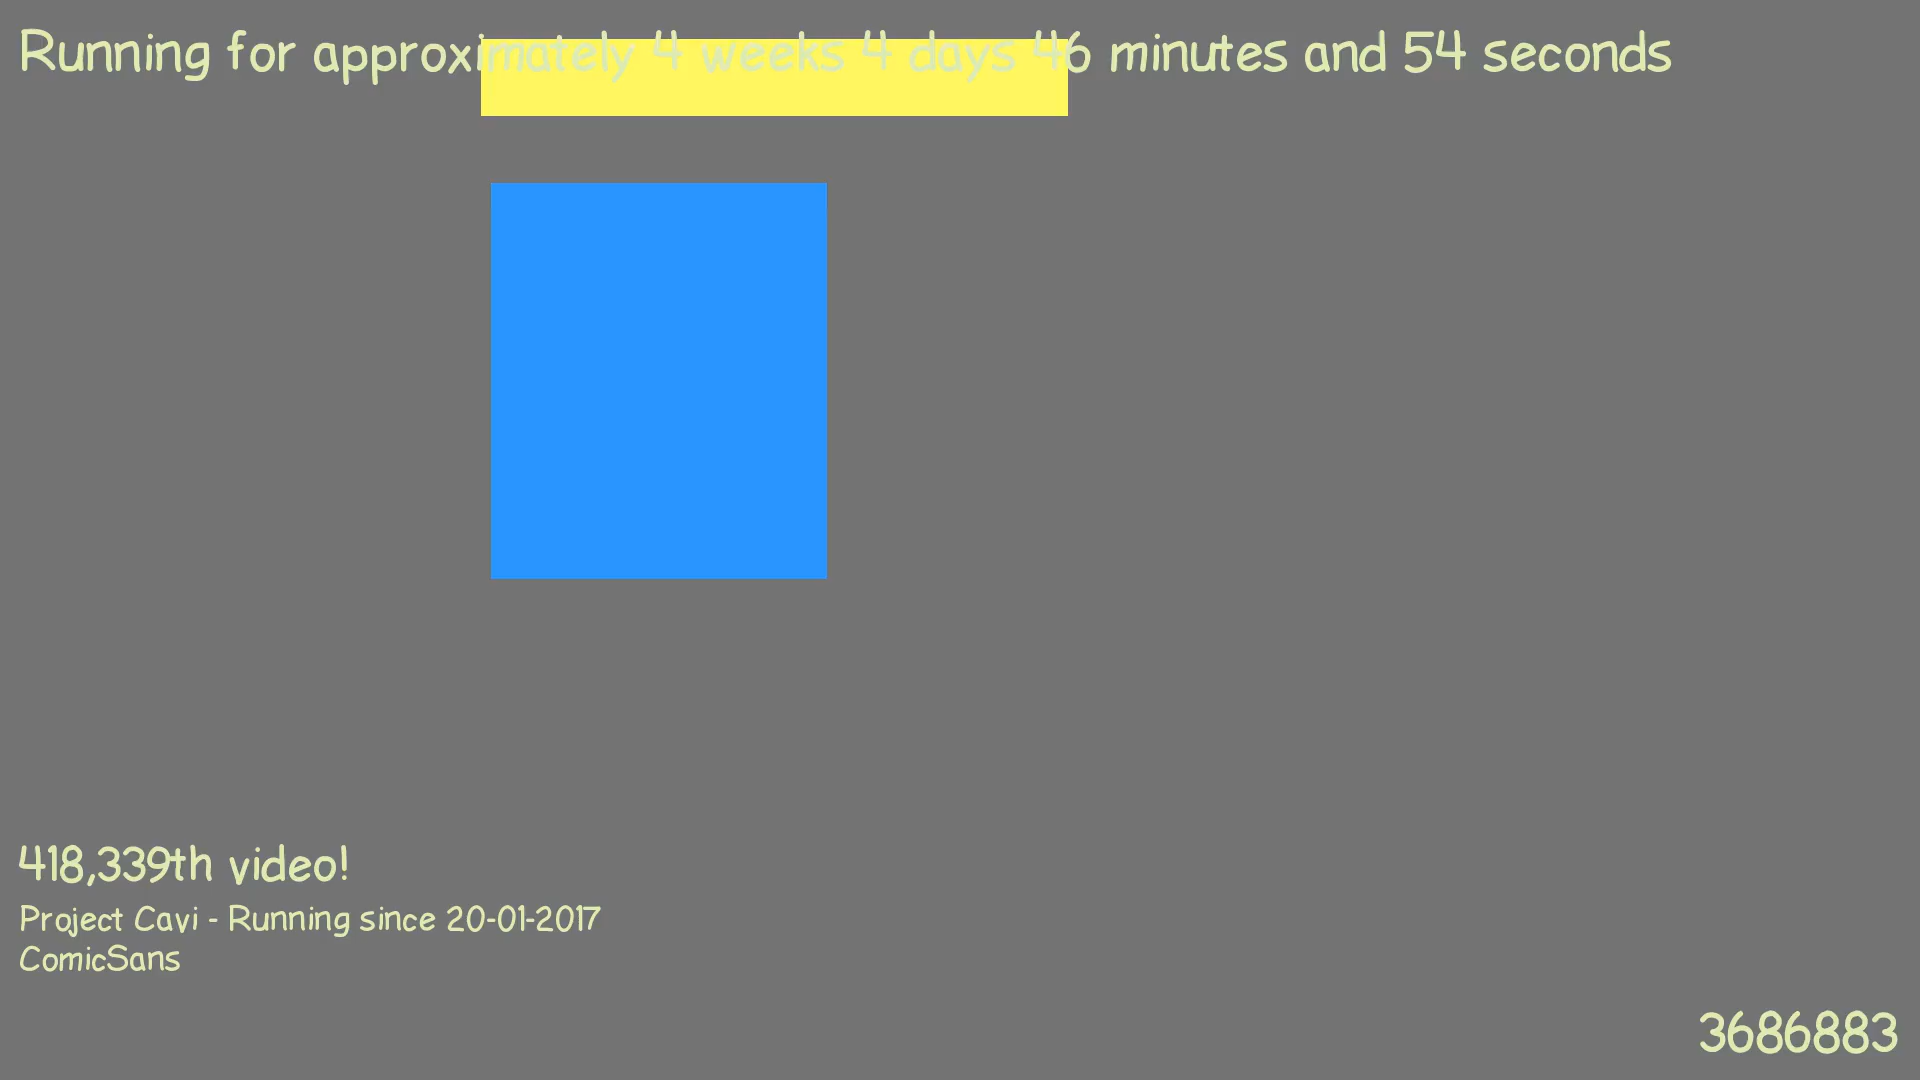 Running for approximately 4 weeks 4 days 46 minutes and 54 seconds
418,339th video!
Project Cavi - Running since 20-01-2017
ComicSans
3686883